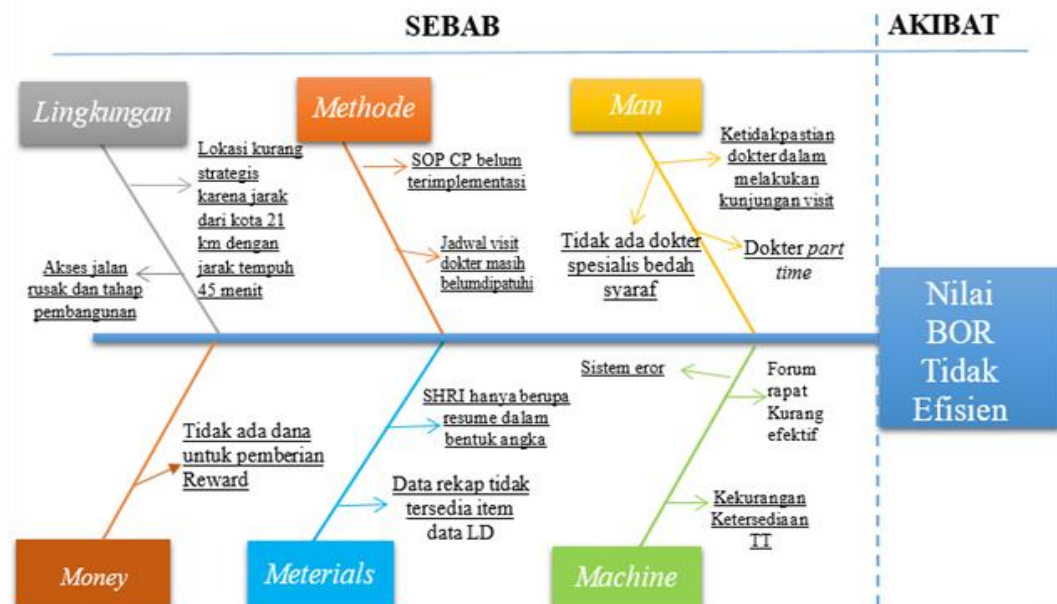 SEBAB
AKIBAT
Lingkungan
Lokasi kurang
strategis
karena jarak
dari kota 21
km dengan
jarak tempuh
45 menit
Akses jalan
rusak dan tahap
pembangunan
Methode
SOP CP belum
terimplementasi
Jadwal visit
dokter masih
belumdipatuhi
Man
Ketidakpastian
dokter dalam
melakukan
kunjungan visit
Tidak ada dokter
spesialis bedah
syaraf
Dokter part
time
Nilai
BOR
Tidak
Efisien
Tidak ada dana
untuk pemberian
Reward
Money
SHRI hanya berupa
resume dalam
bentuk angka
Data rekap tidak
tersedia item
data LD
Meterials
Sistem eror
Forum
rapat
Kurang
efektif
Kekurangan
Ketersediaan
TT
Machine